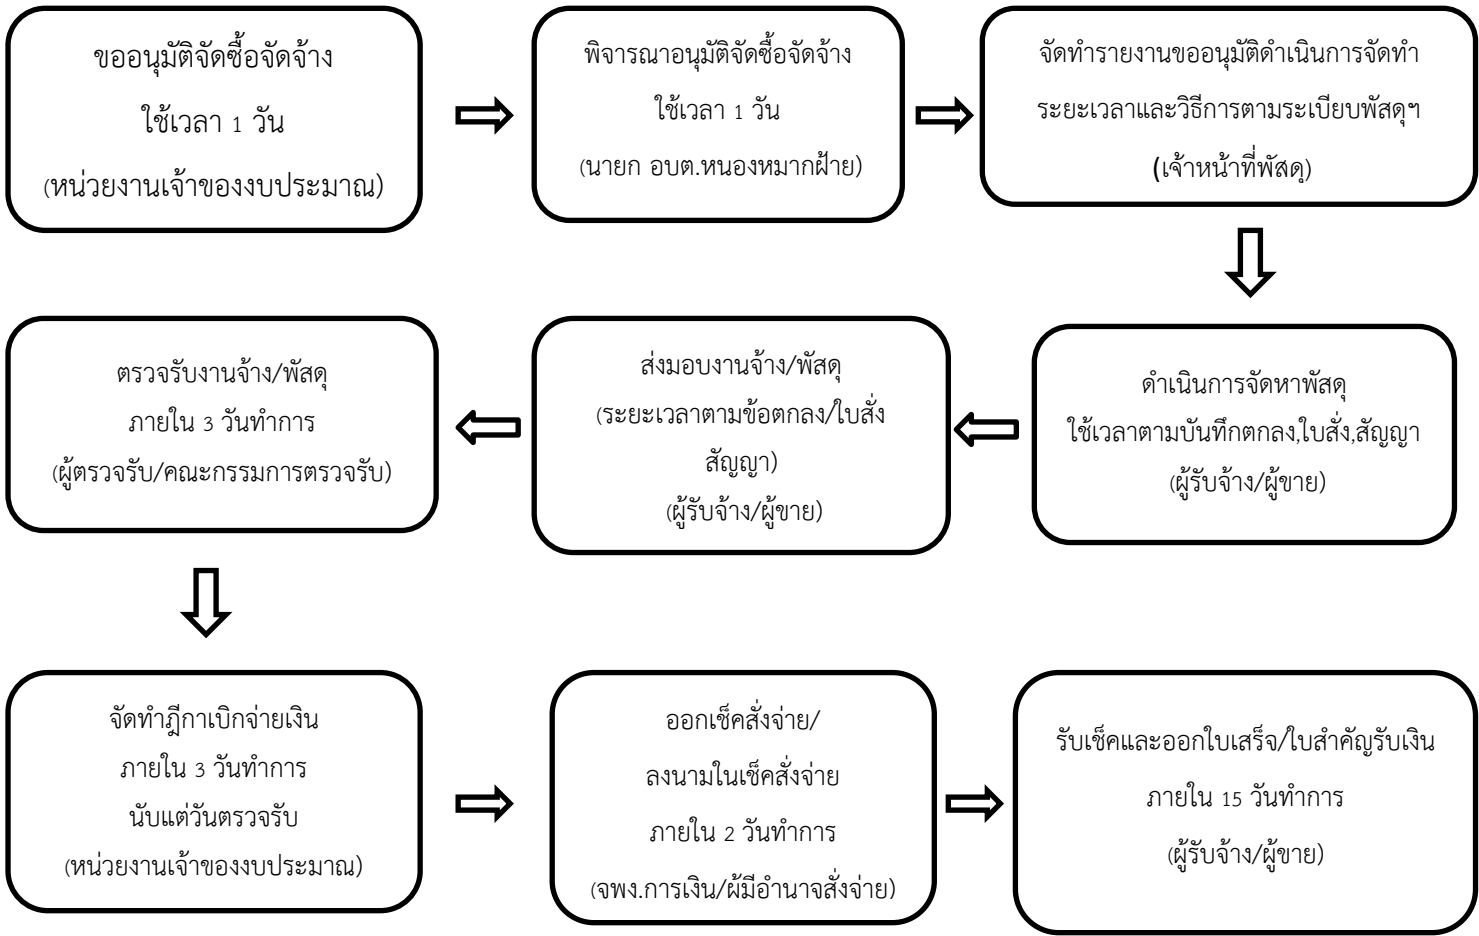 ขออนุมัติจัดซื้อจัดจ้าง
ใช้เวลา 1 วัน
(หน่วยงานเจ้าของงบประมาณ)
พิจารณาอนุมัติจัดซื้อจัดจ้าง
ใช้เวลา 1 วัน
(นายก อบต.หนองหมากฝ้าย)
จัดทำรายงานขออนุมัติดำเนินการจัดทำ
ระยะเวลาและวิธีการตามระเบียบพัสดุฯ
(เจ้าหน้าที่พัสดุ)
ดำเนินการจัดหาพัสดุ
ใช้เวลาตามบันทึกตกลง,ใบสั่ง,สัญญา
(ผู้รับจ้าง/ผู้ขาย)
ส่งมอบงานจ้าง/พัสดุ
(ระยะเวลาตามข้อตกลง/ใบสั่ง
สัญญา)
(ผู้รับจ้าง/ผู้ขาย)
ตรวจรับงานจ้าง/พัสดุ
ภายใน 3 วันทำการ
(ผู้ตรวจรับ/คณะกรรมการตรวจรับ)
จัดทำฎีกาเบิกจ่ายเงิน
ภายใน 3 วันทำการ
นับแต่วันตรวจรับ
(หน่วยงานเจ้าของงบประมาณ)
ออกเช็คสั่งจ่าย/
ลงนามในเช็คสั่งจ่าย
ภายใน 2 วันทำการ
(จพง.การเงิน/ผู้มีอำนาจสั่งจ่าย)
รับเช็คและออกใบเสร็จ/ใบสำคัญรับเงิน
ภายใน 15 วันทำการ
(ผู้รับจ้าง/ผู้ขาย)